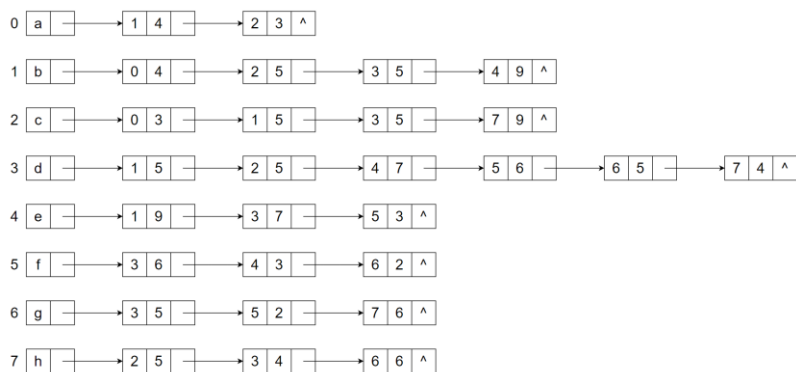 0 a 1 4 2 3 ^
1 b 0 4 2 5 3 5 4 9 ^
2 c 0 3 1 5 3 5 7 9 ^
3 d 1 5 2 5 4 7 5 6 6 5 7 4 ^
4 e 1 9 3 7 5 3 ^
5 f 3 6 4 3 6 2 ^
6 g 3 5 5 2 7 6 ^
7 h 2 5 3 4 6 6 ^